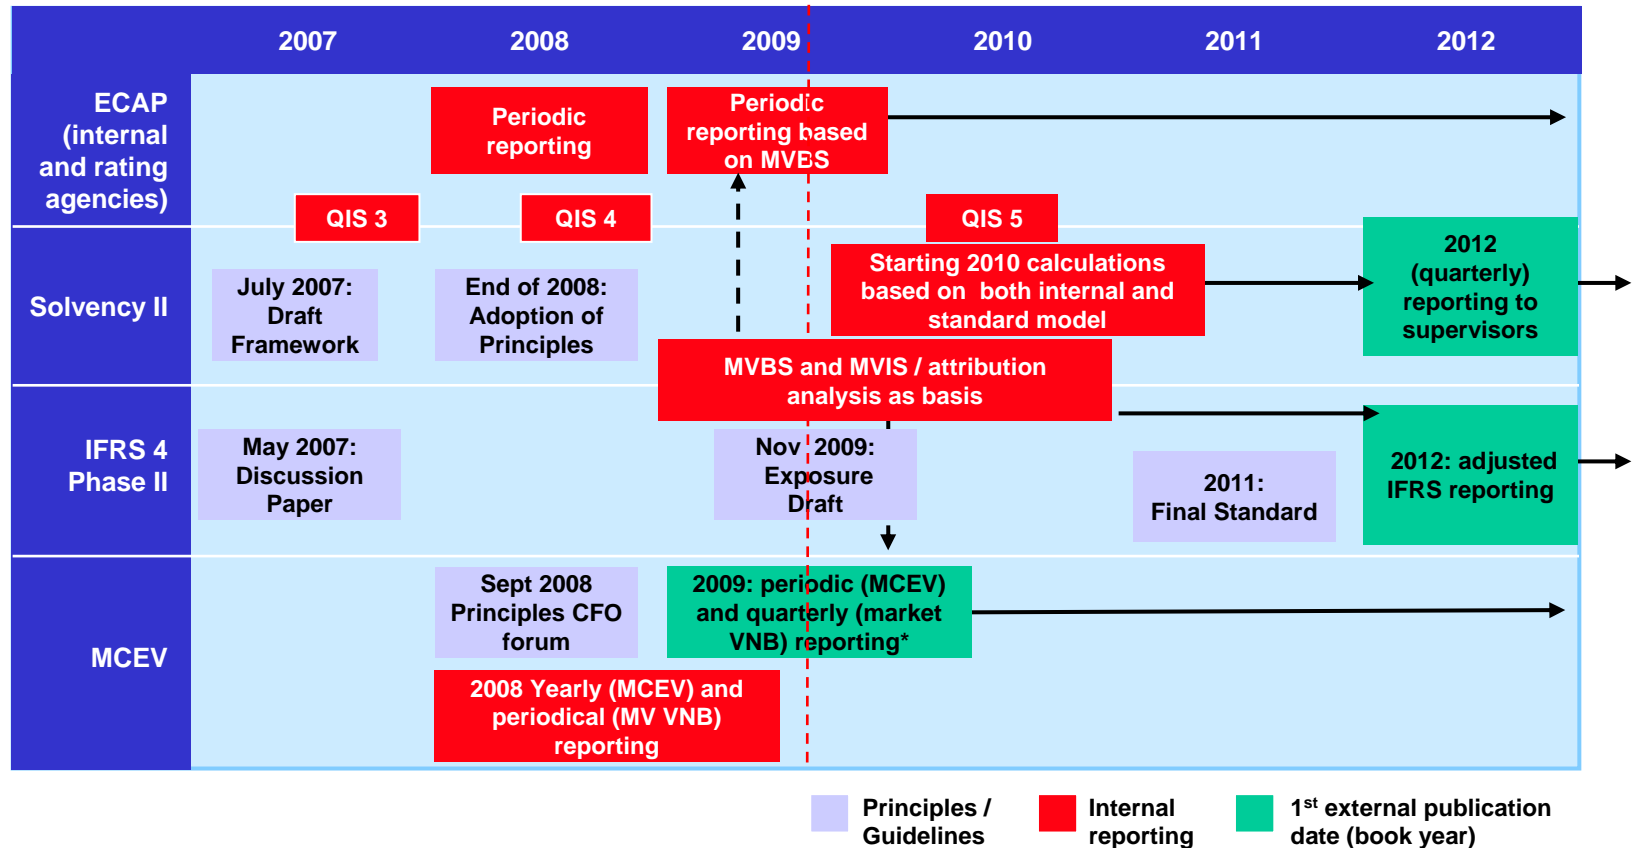 2007
2008
2009
2010
2011
2012
ECAP
(internal
and rating
agencies)
Periodic
reporting
Periodic
reporting based
on MVBS
QIS 3
QIS 4
QIS 5
Solvency II
July 2007:
Draft
Framework
End of 2008:
Adoption of
Principles
Starting 2010 calculations
based on both internal and
standard model
2012
(quarterly)
reporting to
supervisors
MVBS and MVIS / attribution
analysis as basis
IFRS 4
Phase II
May 2007:
Discussion
Paper
Nov 2009:
Exposure
Draft
2011:
Final Standard
2012: adjusted
IFRS reporting
MCEV
Sept 2008
Principles CFO
forum
2009: periodic (MCEV)
and quarterly (market
VNB) reporting*
2008 Yearly (MCEV) and
periodical (MV VNB)
reporting
Principles /
Guidelines
Internal
reporting
1st external publication
date (book year)